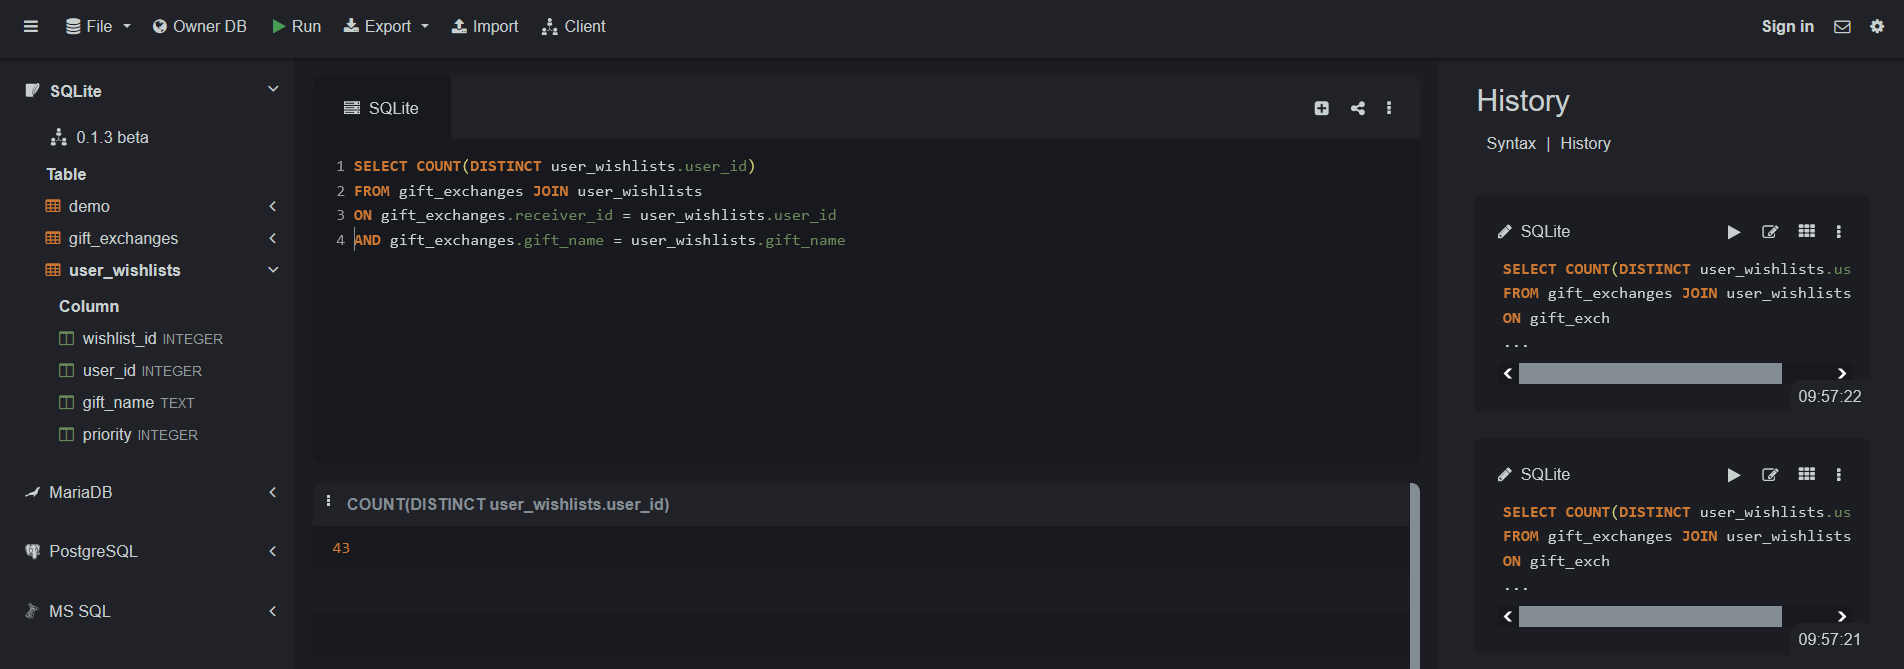 File
Owner DB
Run
Export
Import
Client
Sign in
SQLite
0.1.3 beta
Table
demo
gift_exchanges
user_wishlists
Column
wishlist_id INTEGER
user_id INTEGER
gift_name TEXT
priority INTEGER
MariaDB
PostgreSQL
MS SQL
SQLite
1 SELECT COUNT(DISTINCT user_wishlists.user_id)
2 FROM gift_exchanges JOIN user_wishlists
3 ON gift_exchanges.receiver_id = user_wishlists.user_id
4 AND gift_exchanges.gift_name = user_wishlists.gift_name
COUNT(DISTINCT user_wishlists.user_id)
43
History
Syntax | History
SQLite
SELECT COUNT(DISTINCT user_wishlists.us
FROM gift_exchanges JOIN user_wishlists
ON gift_exch
...
09:57:22
SQLite
SELECT COUNT(DISTINCT user_wishlists.us
FROM gift_exchanges JOIN user_wishlists
ON gift_exch
...
09:57:21